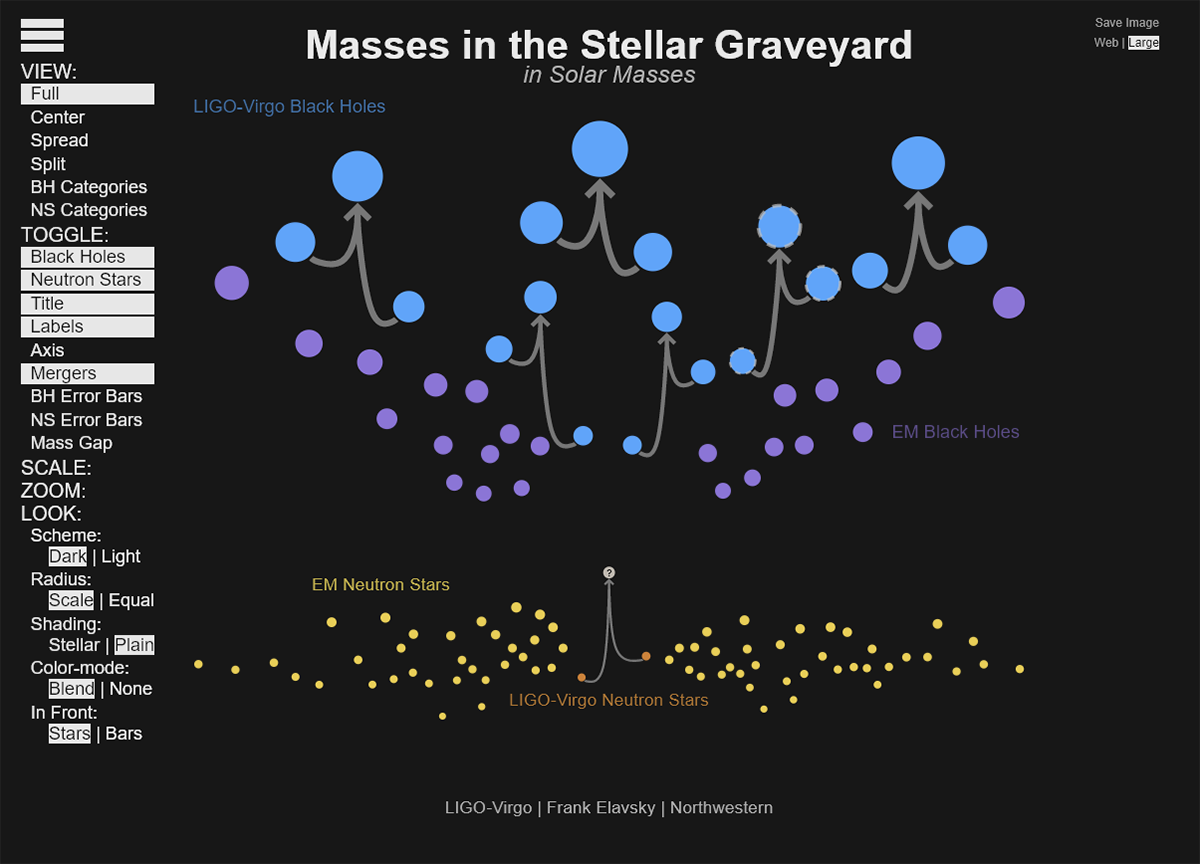 Save Image
Web | Large
Masses in the Stellar Graveyard
in Solar Masses
VIEW:
Full
Center
Spread
Split
BH Categories
NS Categories
TOGGLE:
Black Holes
Neutron Stars
Title
Labels
Axis
Mergers
BH Error Bars
NS Error Bars
Mass Gap
SCALE:
ZOOM:
LOOK:
Scheme:
Dark | Light
Radius:
Scale | Equal
Shading:
Stellar | Plain
Color-mode:
Blend | None
In Front:
Stars | Bars
LIGO-Virgo Black Holes
EM Black Holes
?
EM Neutron Stars
LIGO-Virgo Neutron Stars
LIGO-Virgo | Frank Elavsky | Northwestern